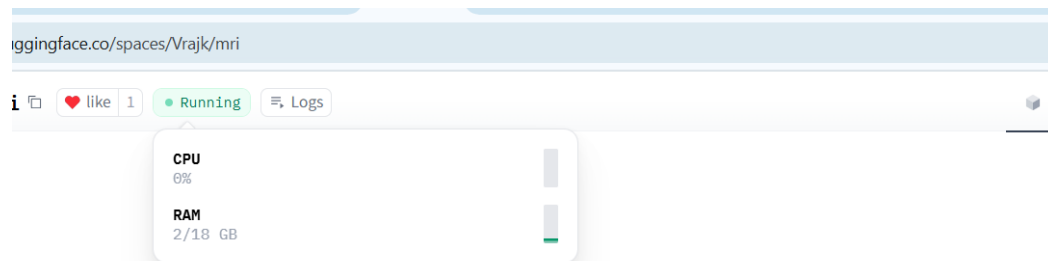 ggingface.co/spaces/Vrajk/mri
i like 1 Running Logs
CPU
0%
RAM
2/18 GB